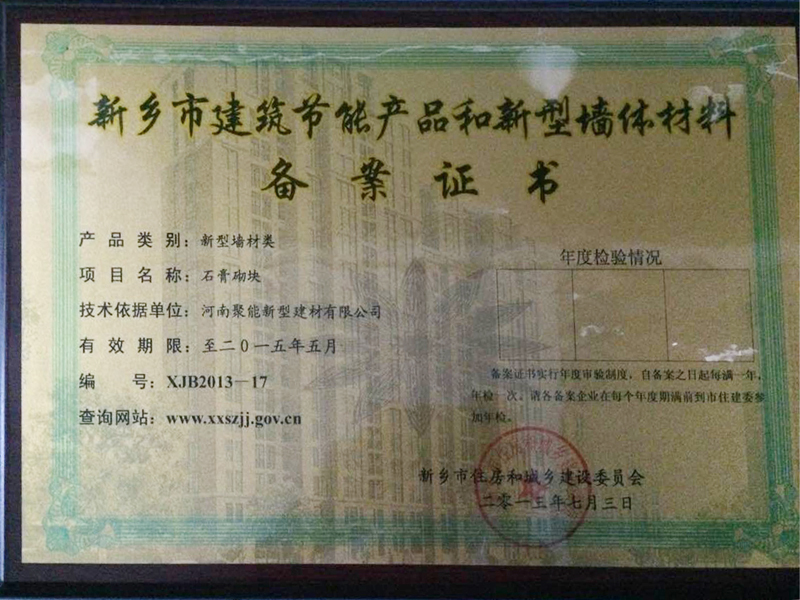 新乡市建筑节能产品和新型墙体材料
备案证书
产品类别：新型墙材类
项目名称：石膏砌块
技术依据单位：河南聚能新型建材有限公司
有效期限：至二０一五年五月
编号：XJB2013－17
查询网站：www.xxszjj.gov.cn
年度检验情况
备案证书实行年度审验制度，自备案之日起每满一年，
年检一次。请各备案企业在每个年度期满前到市住建委参
加年检。
新乡市住房和城乡建设委员会
二零一三年七月三日